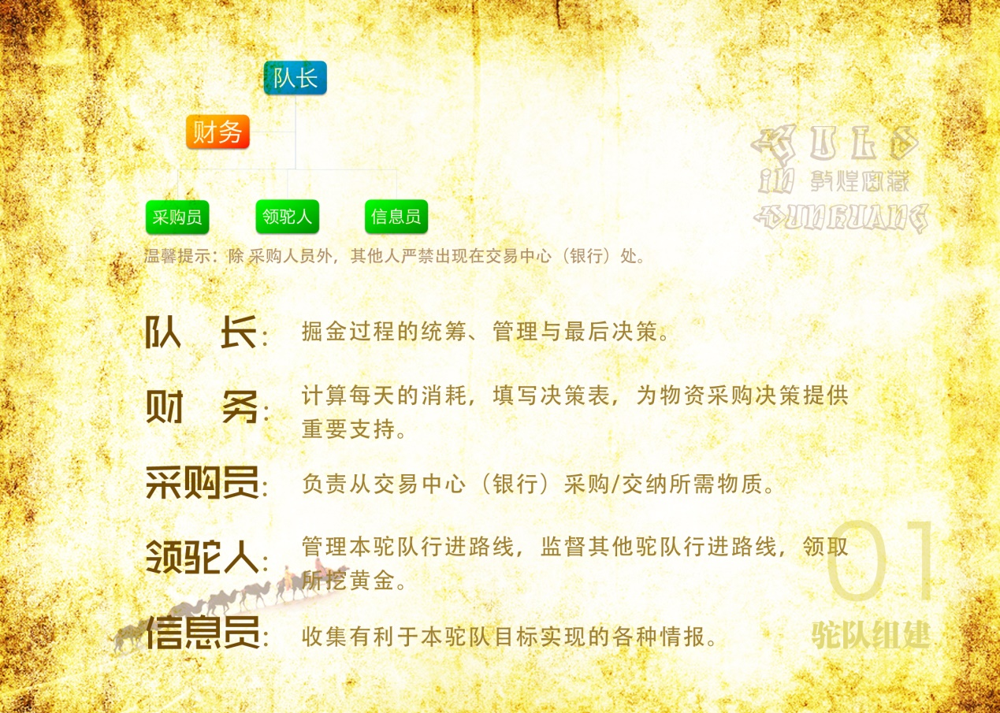 队长
财务
采购员 领驼人 信息员
温馨提示：除 采购人员外，其他人严禁出现在交易中心（银行）处。
RULS
IN 敦煌窟藏
DUNHUANG
队 长： 掘金过程的统筹、管理与最后决策。
财 务： 计算每天的消耗，填写决策表，为物资采购决策提供
重要支持。
采购员： 负责从交易中心（银行）采购/交纳所需物质。
领驼人： 管理本驼队行进路线，监督其他驼队行进路线，领取
所挖黄金。
信息员： 收集有利于本驼队目标实现的各种情报。
01
驼队组建